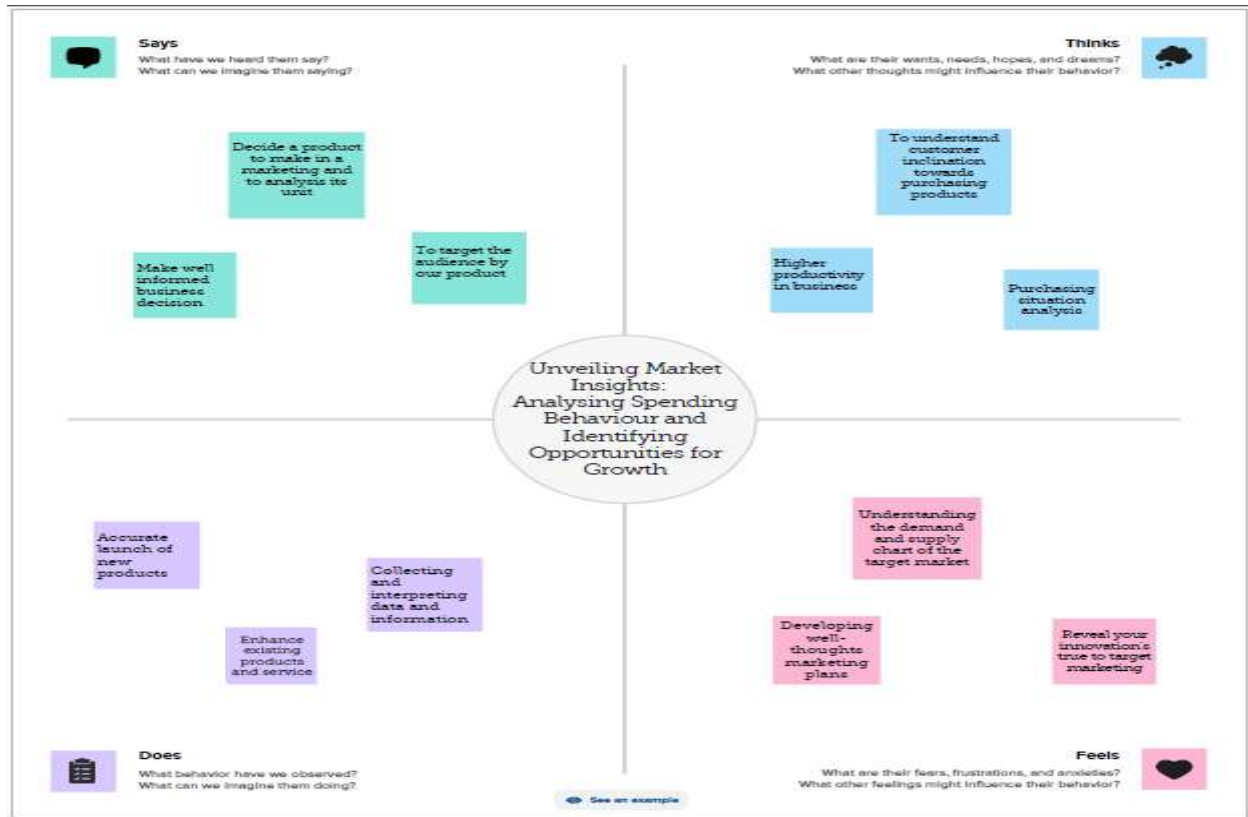 Says
What have we heard them say?
What can we imagine them saying?
Decide a product
to make in a
marketing and
to analysis its
unit
Make well
informed
business
decision
To target the
audience by
our product
Thinks
What are their wants, needs, hopes, and dreams?
What other thoughts might influence their behavior?
To understand
customer
inclination
towards
purchasing
products
Higher
productivity
in business
Purchasing
situation
analysis
Unveiling Market
Insights:
Analysing Spending
Behaviour and
Identifying
Opportunities for
Growth
Accurate
launch of
new
products
Collecting
and
interpreting
data and
information
Enhance
existing
products
and service
Does
What behavior have we observed?
What can we imagine them doing?
Understanding
the demand
and supply
chart of the
target market
Developing
well-
thoughts
marketing
plans
Reveal your
innovation's
true to target
marketing
Feels
What are their fears, frustrations, and anxieties?
What other feelings might influence their behavior?
See an example